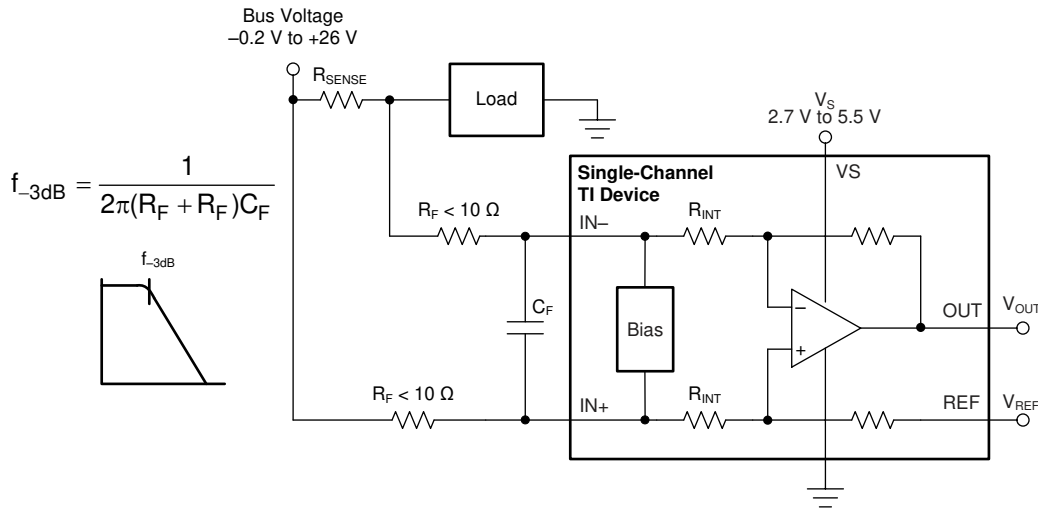 Bus Voltage
–0.2 V to +26 V
R_SENSE
Load
V_S
2.7 V to 5.5 V
VS
f_–3dB = 1 / 2π(R_F + R_F)C_F
Single-Channel
TI Device
R_F < 10 Ω
IN–
R_INT
f_–3dB
C_F
Bias
–
+
OUT
V_OUT
R_F < 10 Ω
IN+
R_INT
REF
V_REF